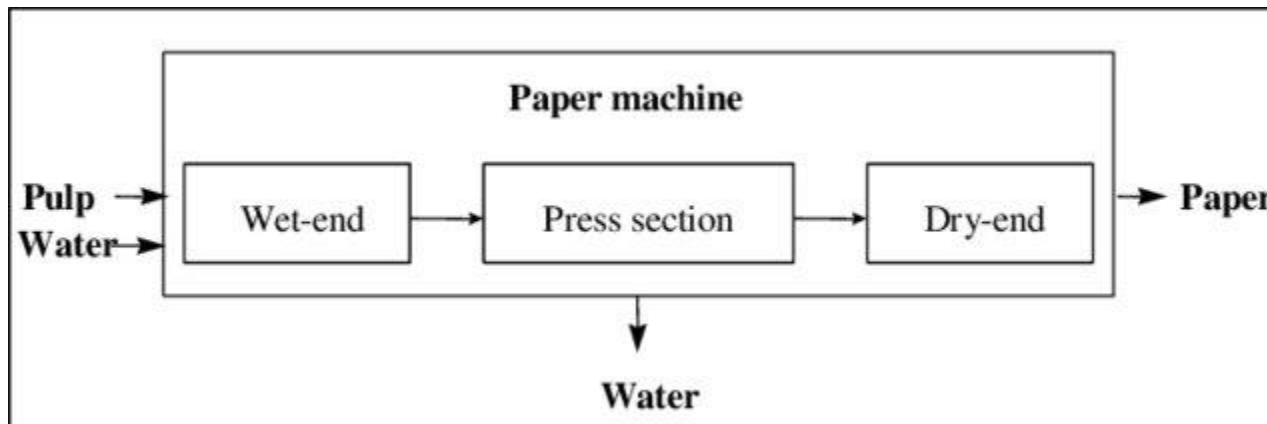 Paper machine
Pulp
Water
Wet-end
Press section
Dry-end
Paper
Water